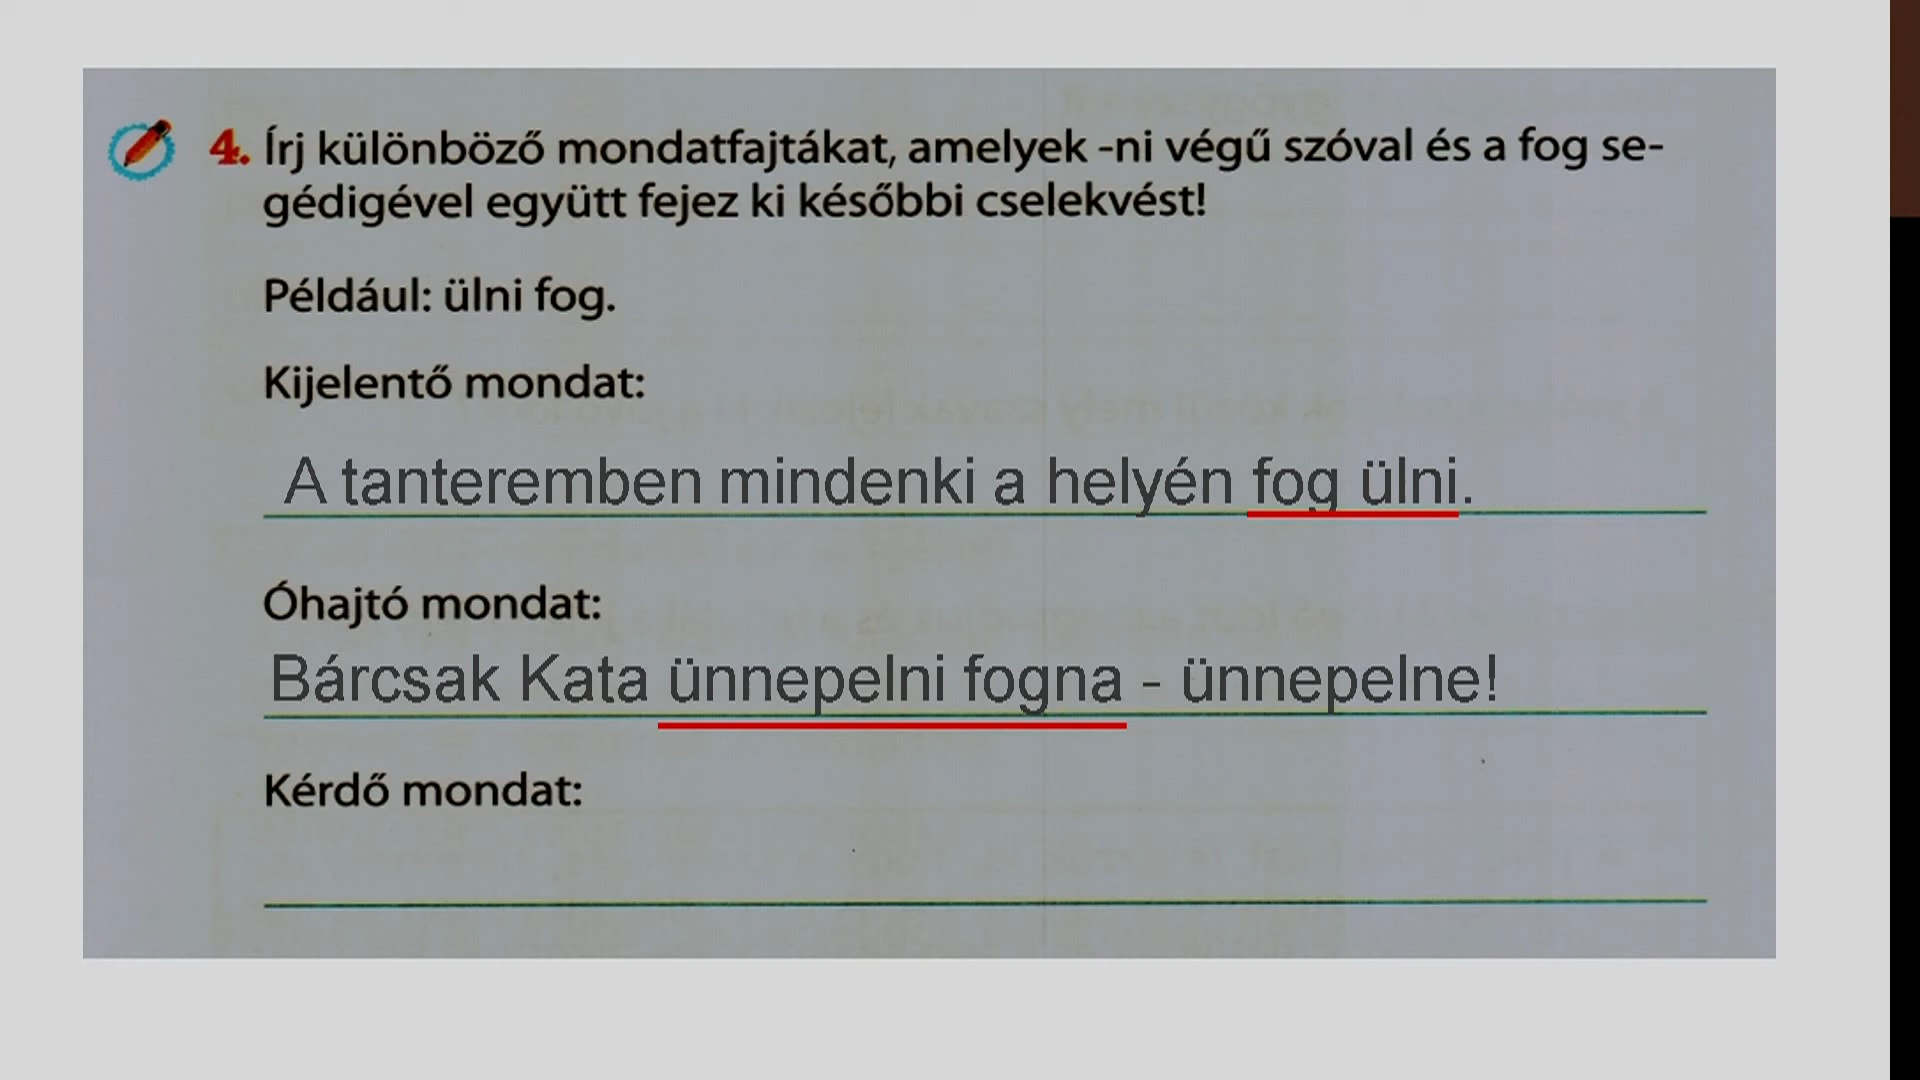 4. Írj különböző mondatfajtákat, amelyek -ni végű szóval és a fog se-
gédigével együtt fejez ki későbbi cselekvést!
Például: ülni fog.
Kijelentő mondat:
A tanteremben mindenki a helyén fog ülni.
Óhajtó mondat:
Bárcsak Kata ünnepelni fogna - ünnepelne!
Kérdő mondat: